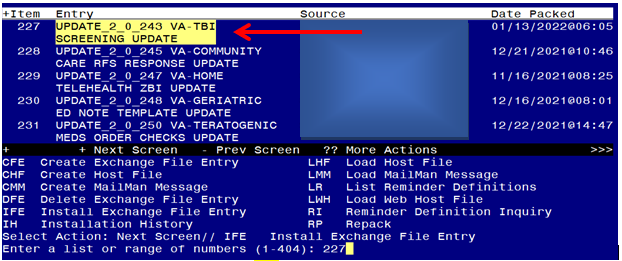 +Item Entry Source Date Packed
227 UPDATE_2_0_243 VA-TBI 01/13/2022@06:05
SCREENING UPDATE
228 UPDATE_2_0_245 VA-COMMUNITY 12/21/2021@10:46
CARE RFS RESPONSE UPDATE
229 UPDATE_2_0_247 VA-HOME 11/16/2021@08:25
TELEHEALTH ZBI UPDATE
230 UPDATE_2_0_248 VA-GERIATRIC 12/16/2021@08:01
ED NOTE TEMPLATE UPDATE
231 UPDATE_2_0_250 VA-TERATOGENIC 12/22/2021@14:47
MEDS ORDER CHECKS UPDATE
+ + Next Screen - Prev Screen ?? More Actions >>>
CFE Create Exchange File Entry LHF Load Host File
CHF Create Host File LMM Load MailMan Message
CMM Create MailMan Message LR List Reminder Definitions
DFE Delete Exchange File Entry LWH Load Web Host File
IFE Install Exchange File Entry RI Reminder Definition Inquiry
IH Installation History RP Repack
Select Action: Next Screen// IFE Install Exchange File Entry
Enter a list or range of numbers (1-404): 227